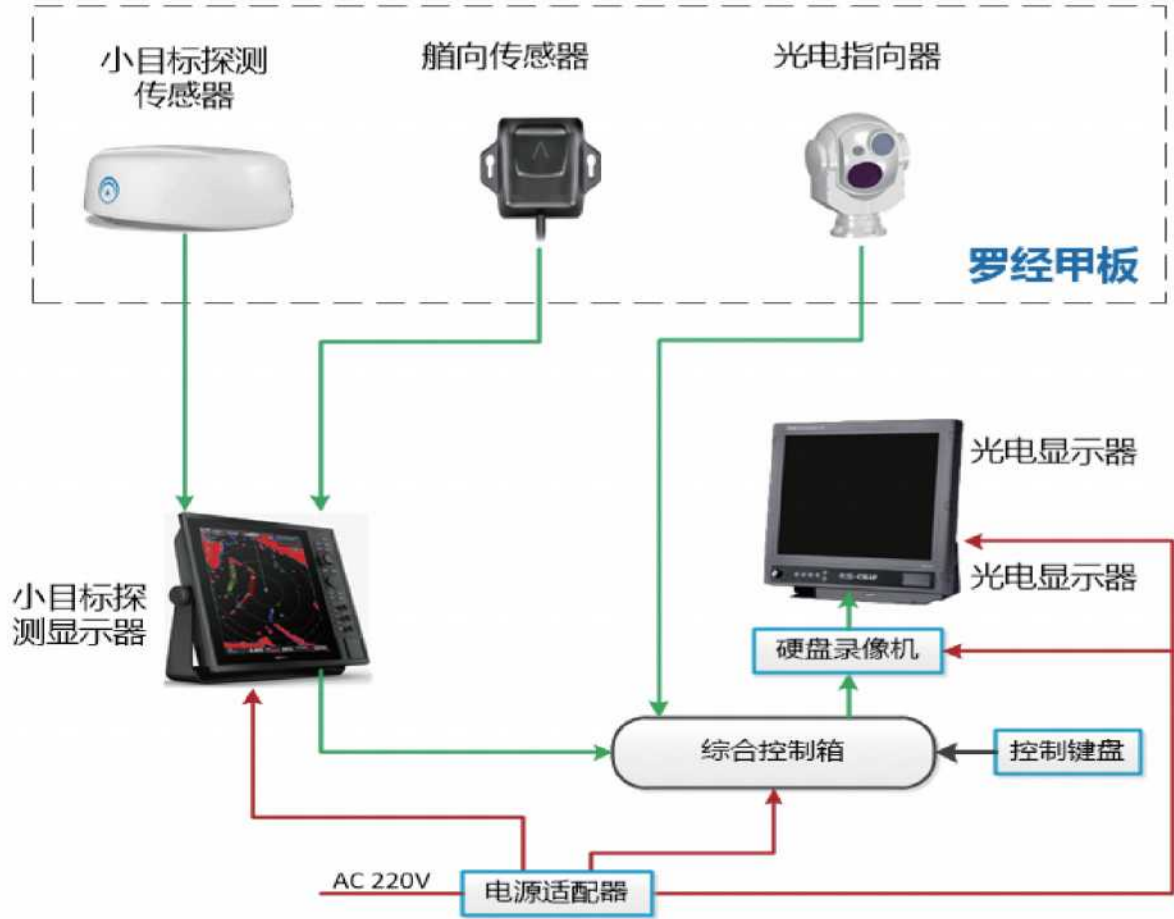 小目标探测
传感器
艏向传感器
光电指向器
罗经甲板
光电显示器
光电显示器
小目标探
测显示器
硬盘录像机
综合控制箱
控制键盘
AC 220V
电源适配器